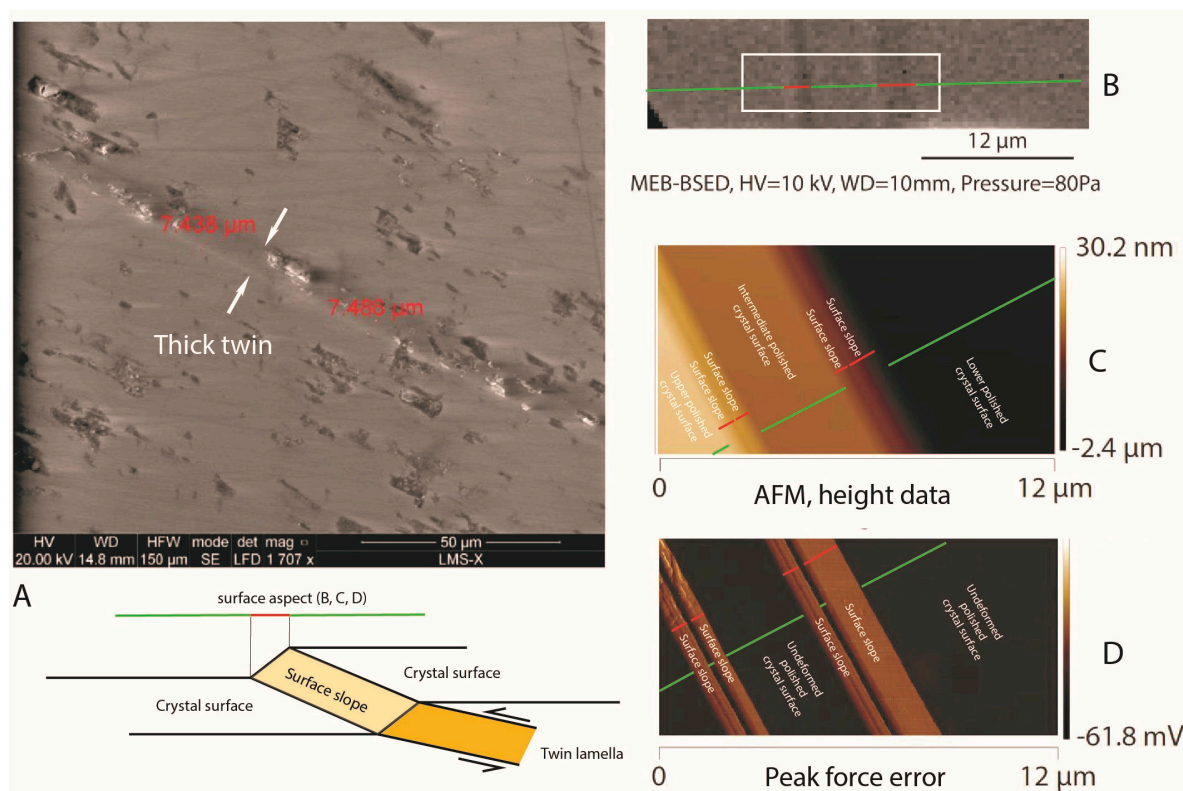 7.438 µm
7.486 µm
Thick twin
HV WD HFW mode det mag □
20.00 kV 14.8 mm 150 µm SE LFD 1 707 x
50 µm
LMS-X
A
surface aspect (B, C, D)
Surface slope
Crystal surface
Crystal surface
Twin lamella
B
12 µm
MEB-BSED, HV=10 kV, WD=10mm, Pressure=80Pa
30.2 nm
Upper polished
crystal surface
Surface slope
Surface slope
Intermediate polished
crystal surface
Surface slope
Surface slope
Lower polished
crystal surface
C
-2.4 µm
0
AFM, height data
12 µm
Surface slope
Surface slope
Undeformed
polished
crystal surface
Surface slope
Surface slope
Undeformed
polished
crystal surface
D
-61.8 mV
0
Peak force error
12 µm